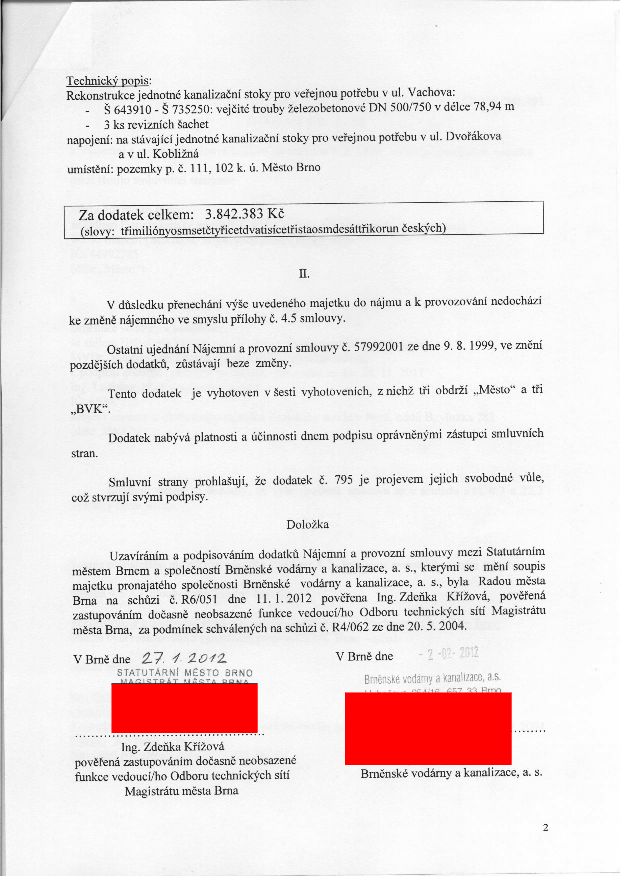 Technický popis:
Rekonstrukce jednotné kanalizační stoky pro veřejnou potřebu v ul. Vachova:
- Š 643910 - Š 735250: vejčité trouby železobetonové DN 500/750 v délce 78,94 m
- 3 ks revizních šachet
napojení: na stávající jednotné kanalizační stoky pro veřejnou potřebu v ul. Dvořákova
a v ul. Kobližná
umístění: pozemky p. č. 111, 102 k. ú. Město Brno
Za dodatek celkem: 3.842.383 Kč
(slovy: třimiliónyosmsetčtyřicetdvatisícetřistaosmdesáttřikorun českých)
II.
V důsledku přenechání výše uvedeného majetku do nájmu a k provozování nedochází
ke změně nájemného ve smyslu přílohy č. 4.5 smlouvy.
Ostatní ujednání Nájemní a provozní smlouvy č. 57992001 ze dne 9. 8. 1999, ve znění
pozdějších dodatků, zůstávají beze změny.
Tento dodatek je vyhotoven v šesti vyhotoveních, z nichž tři obdrží „Město“ a tři
„BVK“.
Dodatek nabývá platnosti a účinnosti dnem podpisu oprávněnými zástupci smluvních
stran.
Smluvní strany prohlašují, že dodatek č. 795 je projevem jejich svobodné vůle,
což stvrzují svými podpisy.
Doložka
Uzavíráním a podpisováním dodatků Nájemní a provozní smlouvy mezi Statutárním
městem Brnem a společností Brněnské vodárny a kanalizace, a. s., kterými se mění soupis
majetku pronajatého společnosti Brněnské vodárny a kanalizace, a. s., byla Radou města
Brna na schůzi č. R6/051 dne 11. 1. 2012 pověřena Ing. Zdeňka Křížová, pověřená
zastupováním dočasně neobsazené funkce vedoucí/ho Odboru technických sítí Magistrátu
města Brna, za podmínek schválených na schůzi č. R4/062 ze dne 20. 5. 2004.
V Brně dne 27. 1. 2012
STATUTÁRNÍ MĚSTO BRNO
MAGISTRÁT MĚSTA BRNA
Ing. Zdeňka Křížová
pověřená zastupováním dočasně neobsazené
funkce vedoucí/ho Odboru technických sítí
Magistrátu města Brna
V Brně dne - 2 -02- 2012
Brněnské vodárny a kanalizace, a.s.
657 33 Brno
Brněnské vodárny a kanalizace, a. s.
2